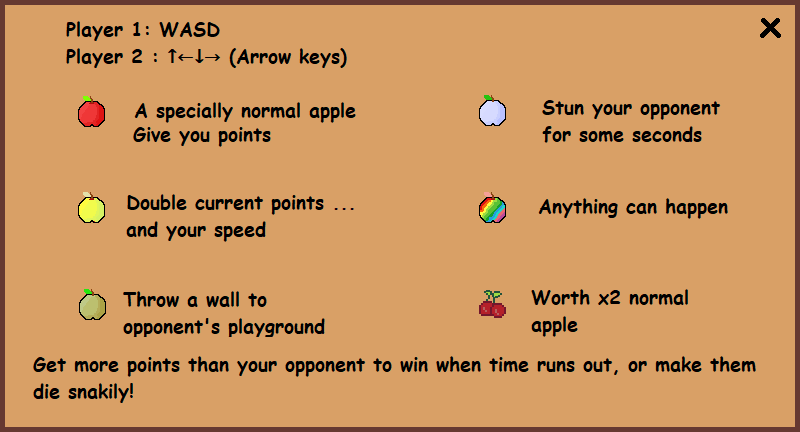 Player 1: WASD
Player 2 : ↑←↓→ (Arrow keys)
A specially normal apple
Give you points
Stun your opponent
for some seconds
Double current points ...
and your speed
Anything can happen
Throw a wall to
opponent's playground
Worth x2 normal
apple
Get more points than your opponent to win when time runs out, or make them
die snakily!